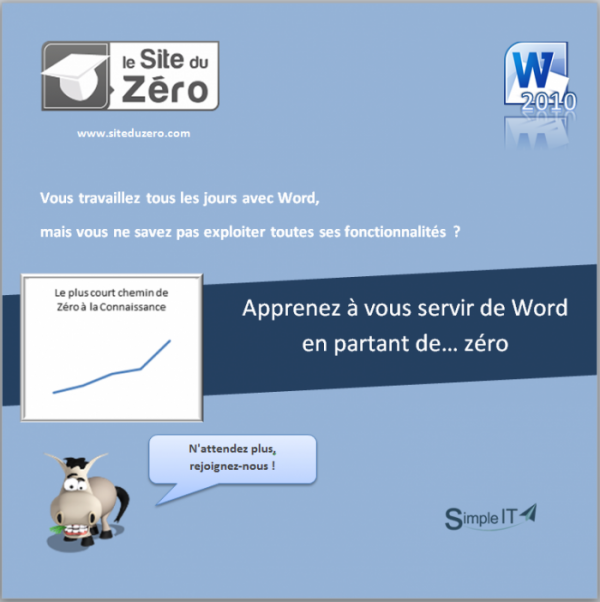 le Site du
Zéro
www.siteduzero.com
W
2010
Vous travaillez tous les jours avec Word,
mais vous ne savez pas exploiter toutes ses fonctionnalités ?
Le plus court chemin de
Zéro à la Connaissance
Apprenez à vous servir de Word
en partant de... zéro
N'attendez plus,
rejoignez-nous !
Simple IT